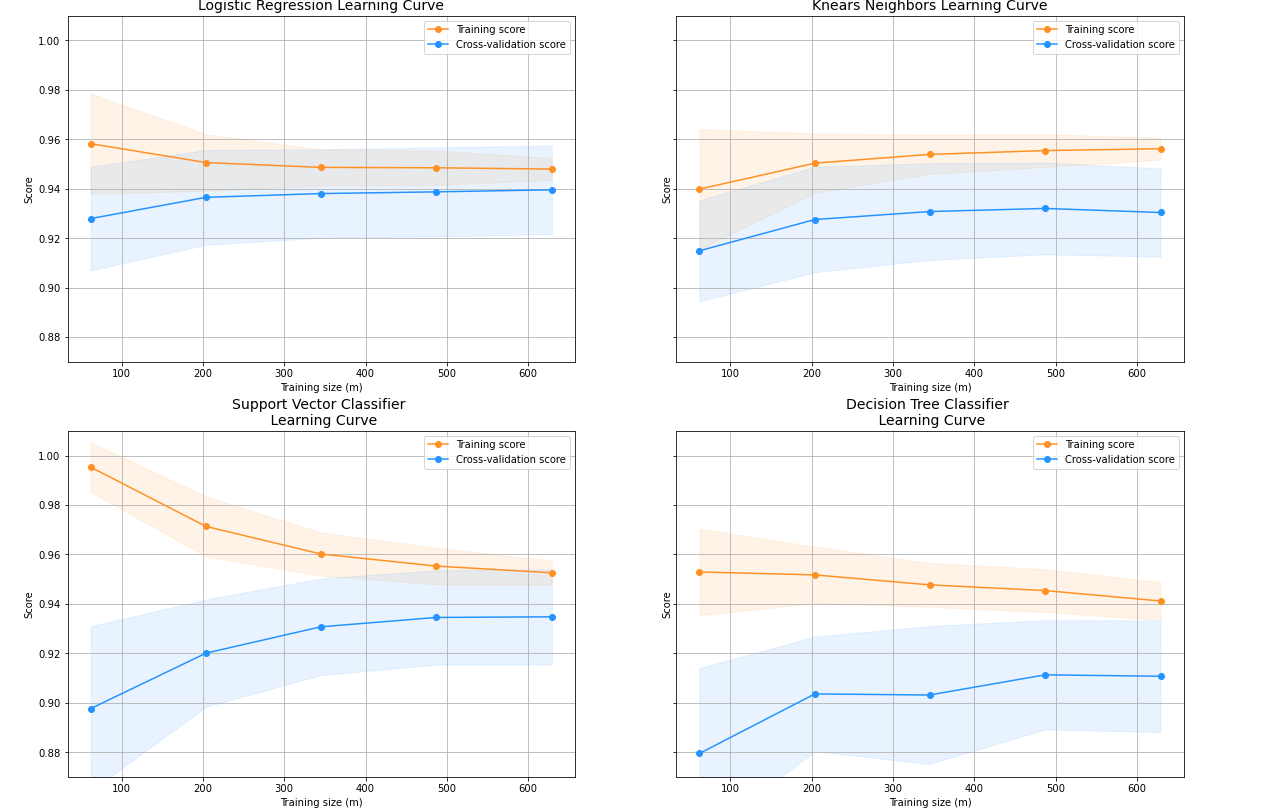 Logistic Regression Learning Curve
Training score
Cross-validation score
1.00
0.98
0.96
0.94
0.92
0.90
0.88
Score
100
200
300
400
500
600
Training size (m)
Knears Neighbors Learning Curve
Training score
Cross-validation score
Score
100
200
300
400
500
600
Training size (m)
Support Vector Classifier
Learning Curve
Training score
Cross-validation score
1.00
0.98
0.96
0.94
0.92
0.90
0.88
Score
100
200
300
400
500
600
Training size (m)
Decision Tree Classifier
Learning Curve
Training score
Cross-validation score
Score
100
200
300
400
500
600
Training size (m)